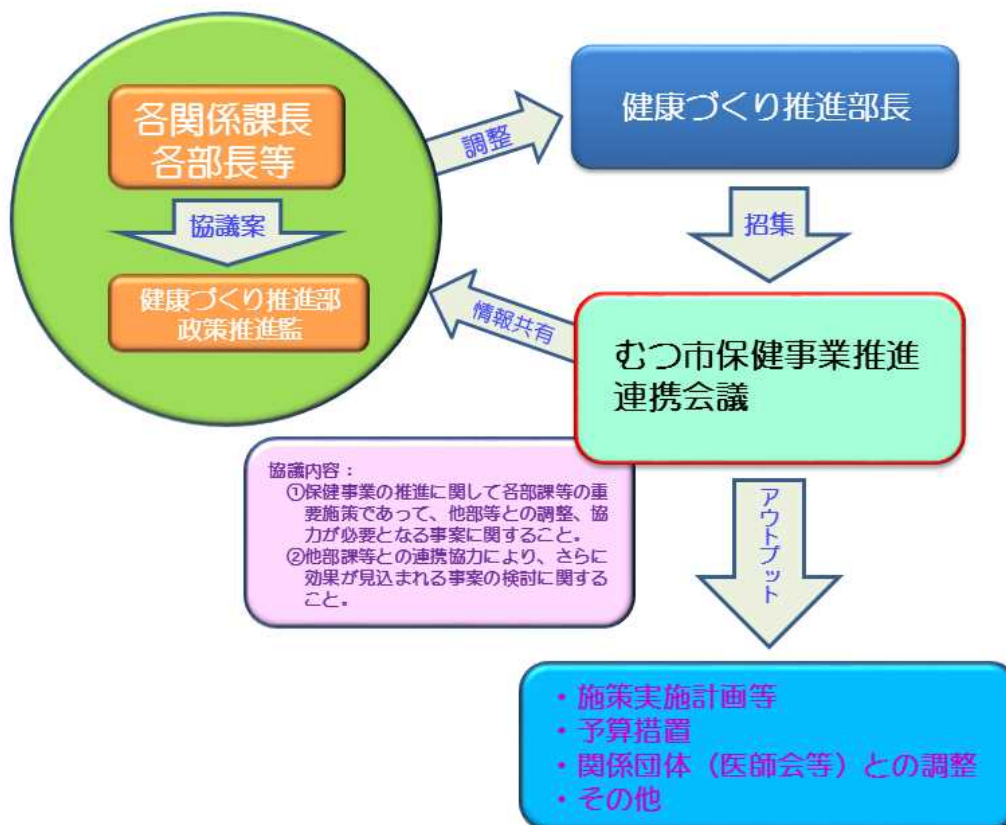 各関係課長
各部長等
協議案
健康づくり推進部
政策推進監
調整
健康づくり推進部長
招集
情報共有
むつ市保健事業推進
連携会議
協議内容：
①保健事業の推進に関して各部課等の重
要施策であって、他部等との調整、協
力が必要となる事案に関すること。
②他部課等との連携協力により、さらに
効果が見込まれる事案の検討に関する
こと。
アウトプット
・施策実施計画等
・予算措置
・関係団体（医師会等）との調整
・その他